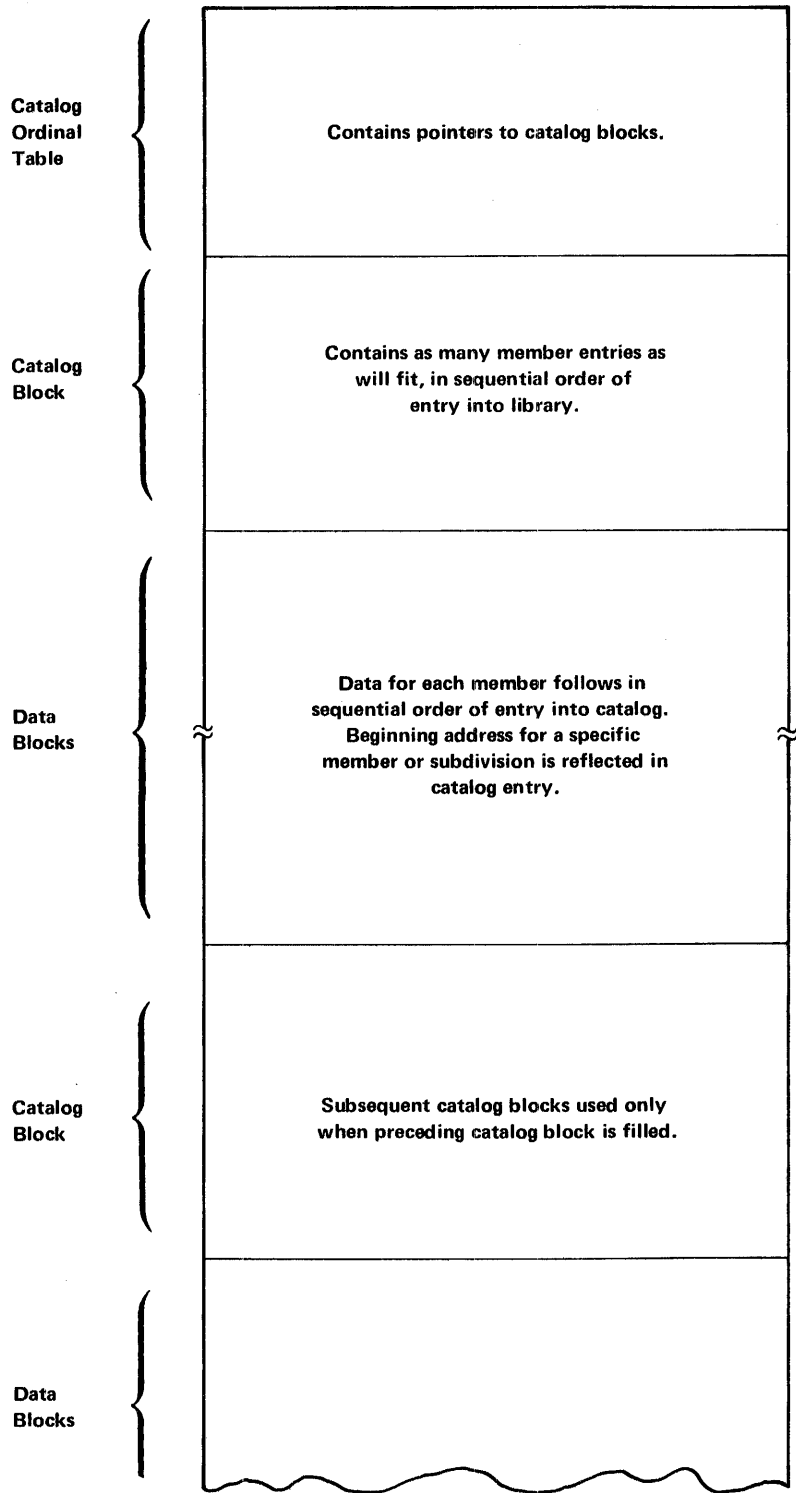 Catalog
Ordinal
Table
Contains pointers to catalog blocks.
Catalog
Block
Contains as many member entries as
will fit, in sequential order of
entry into library.
Data
Blocks
Data for each member follows in
sequential order of entry into catalog.
Beginning address for a specific
member or subdivision is reflected in
catalog entry.
Catalog
Block
Subsequent catalog blocks used only
when preceding catalog block is filled.
Data
Blocks